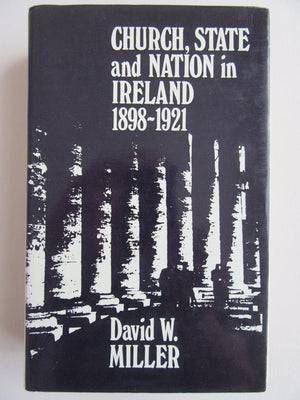 CHURCH, STATE
and NATION in
IRELAND
1898~1921
David W.
MILLER